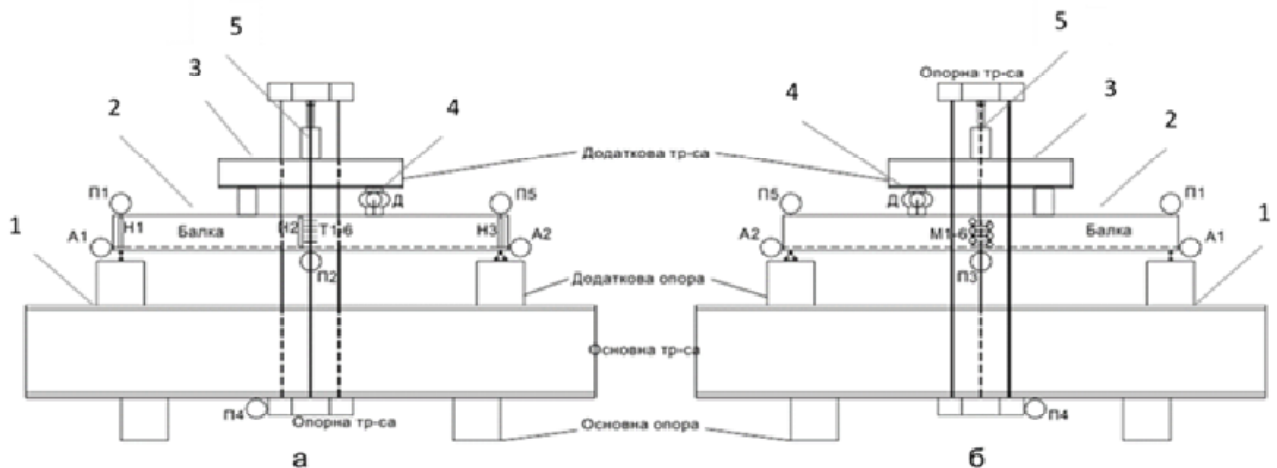 5
5
3
Опорна тр-са
3
4
2
4
2
Додаткова тр-са
П1
П5
П5
П1
Д
Д
1
Н1
Балка
Н2
Т1-6
Н3
М1-6
Балка
1
А1
А2
А2
А1
П2
П3
Додаткова опора
Основна тр-са
П4
Опорна тр-са
П4
Основна опора
а
б